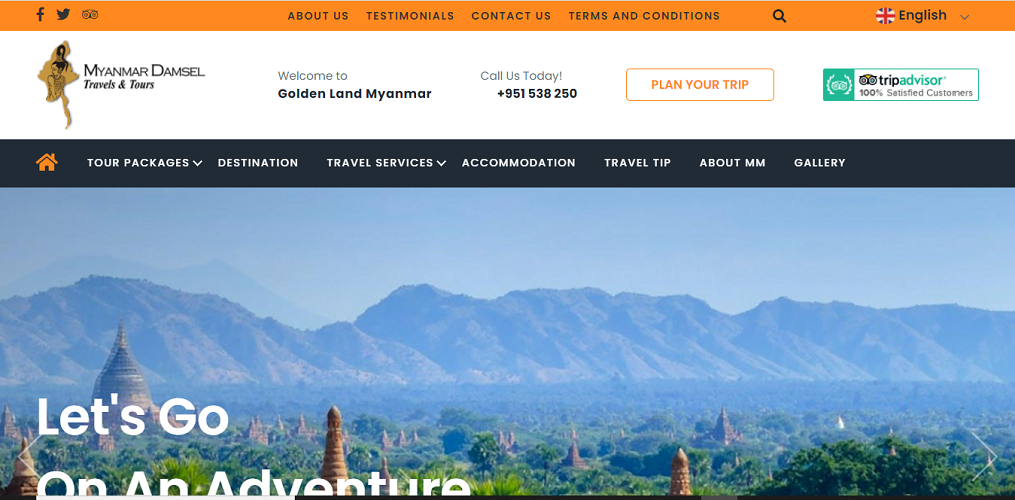 ABOUT US TESTIMONIALS CONTACT US TERMS AND CONDITIONS English
MYANMAR DAMSEL
Travels & Tours
Welcome to
Golden Land Myanmar
Call Us Today!
+951 538 250
PLAN YOUR TRIP
tripadvisor®
100% Satisfied Customers
TOUR PACKAGES DESTINATION TRAVEL SERVICES ACCOMMODATION TRAVEL TIP ABOUT MM GALLERY
Let's Go
On An Adventure